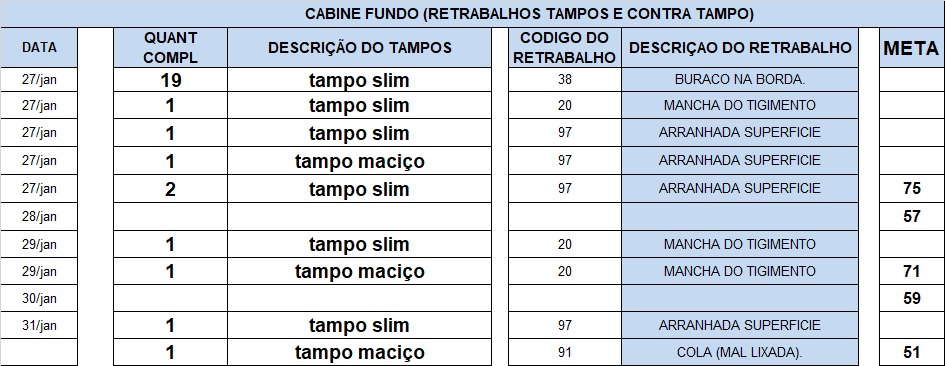 CABINE FUNDO (RETRABALHOS TAMPOS E CONTRA TAMPO)
DATA QUANT COMPL DESCRIÇÃO DO TAMPOS CODIGO DO RETRABALHO DESCRIÇAO DO RETRABALHO META
27/jan 19 tampo slim 38 BURACO NA BORDA.
27/jan 1 tampo slim 20 MANCHA DO TIGIMENTO
27/jan 1 tampo slim 97 ARRANHADA SUPERFICIE
27/jan 1 tampo maciço 97 ARRANHADA SUPERFICIE
27/jan 2 tampo slim 97 ARRANHADA SUPERFICIE 75
28/jan 57
29/jan 1 tampo slim 20 MANCHA DO TIGIMENTO
29/jan 1 tampo maciço 20 MANCHA DO TIGIMENTO 71
30/jan 59
31/jan 1 tampo slim 97 ARRANHADA SUPERFICIE
1 tampo maciço 91 COLA (MAL LIXADA). 51